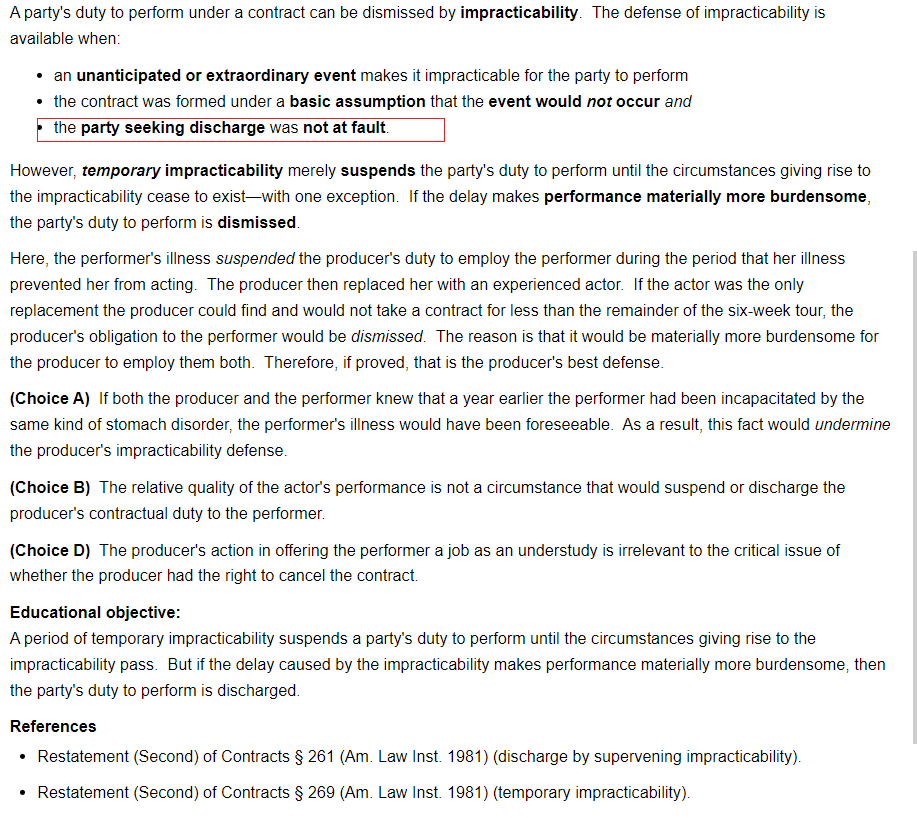 A party's duty to perform under a contract can be dismissed by impracticability. The defense of impracticability is
available when:
• an unanticipated or extraordinary event makes it impracticable for the party to perform
• the contract was formed under a basic assumption that the event would not occur and
• the party seeking discharge was not at fault.
However, temporary impracticability merely suspends the party's duty to perform until the circumstances giving rise to
the impracticability cease to exist—with one exception. If the delay makes performance materially more burdensome,
the party's duty to perform is dismissed.
Here, the performer's illness suspended the producer's duty to employ the performer during the period that her illness
prevented her from acting. The producer then replaced her with an experienced actor. If the actor was the only
replacement the producer could find and would not take a contract for less than the remainder of the six-week tour, the
producer's obligation to the performer would be dismissed. The reason is that it would be materially more burdensome for
the producer to employ them both. Therefore, if proved, that is the producer's best defense.
(Choice A) If both the producer and the performer knew that a year earlier the performer had been incapacitated by the
same kind of stomach disorder, the performer's illness would have been foreseeable. As a result, this fact would undermine
the producer's impracticability defense.
(Choice B) The relative quality of the actor's performance is not a circumstance that would suspend or discharge the
producer's contractual duty to the performer.
(Choice D) The producer's action in offering the performer a job as an understudy is irrelevant to the critical issue of
whether the producer had the right to cancel the contract.
Educational objective:
A period of temporary impracticability suspends a party's duty to perform until the circumstances giving rise to the
impracticability pass. But if the delay caused by the impracticability makes performance materially more burdensome, then
the party's duty to perform is discharged.
References
• Restatement (Second) of Contracts § 261 (Am. Law Inst. 1981) (discharge by supervening impracticability).
• Restatement (Second) of Contracts § 269 (Am. Law Inst. 1981) (temporary impracticability).